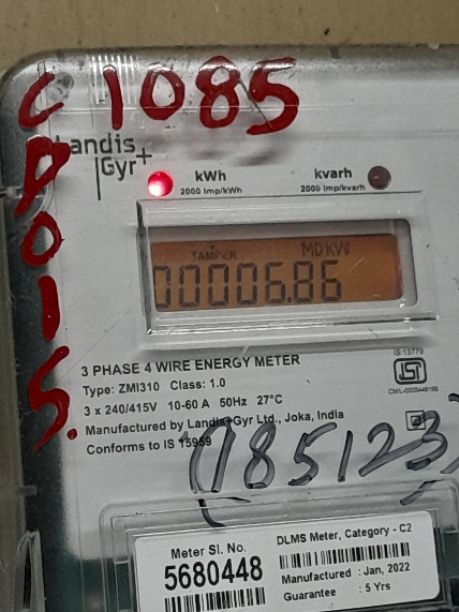 C1085
D015.
Landis
Gyr+
kWh
2000 Imp/kWh
kvarh
2000 Imp/kvarh
TAMPER MD kW
00006.86
3 PHASE 4 WIRE ENERGY METER
Type: ZMI310 Class: 1.0
3 x 240/415V 10-60 A 50Hz 27°C
Manufactured by Landis+Gyr Ltd., Joka, India
Conforms to IS 15959
IS:13779
ISI
(185123)
Meter Sl. No.
5680448
DLMS Meter, Category - C2
Manufactured : Jan, 2022
Guarantee : 5 Yrs